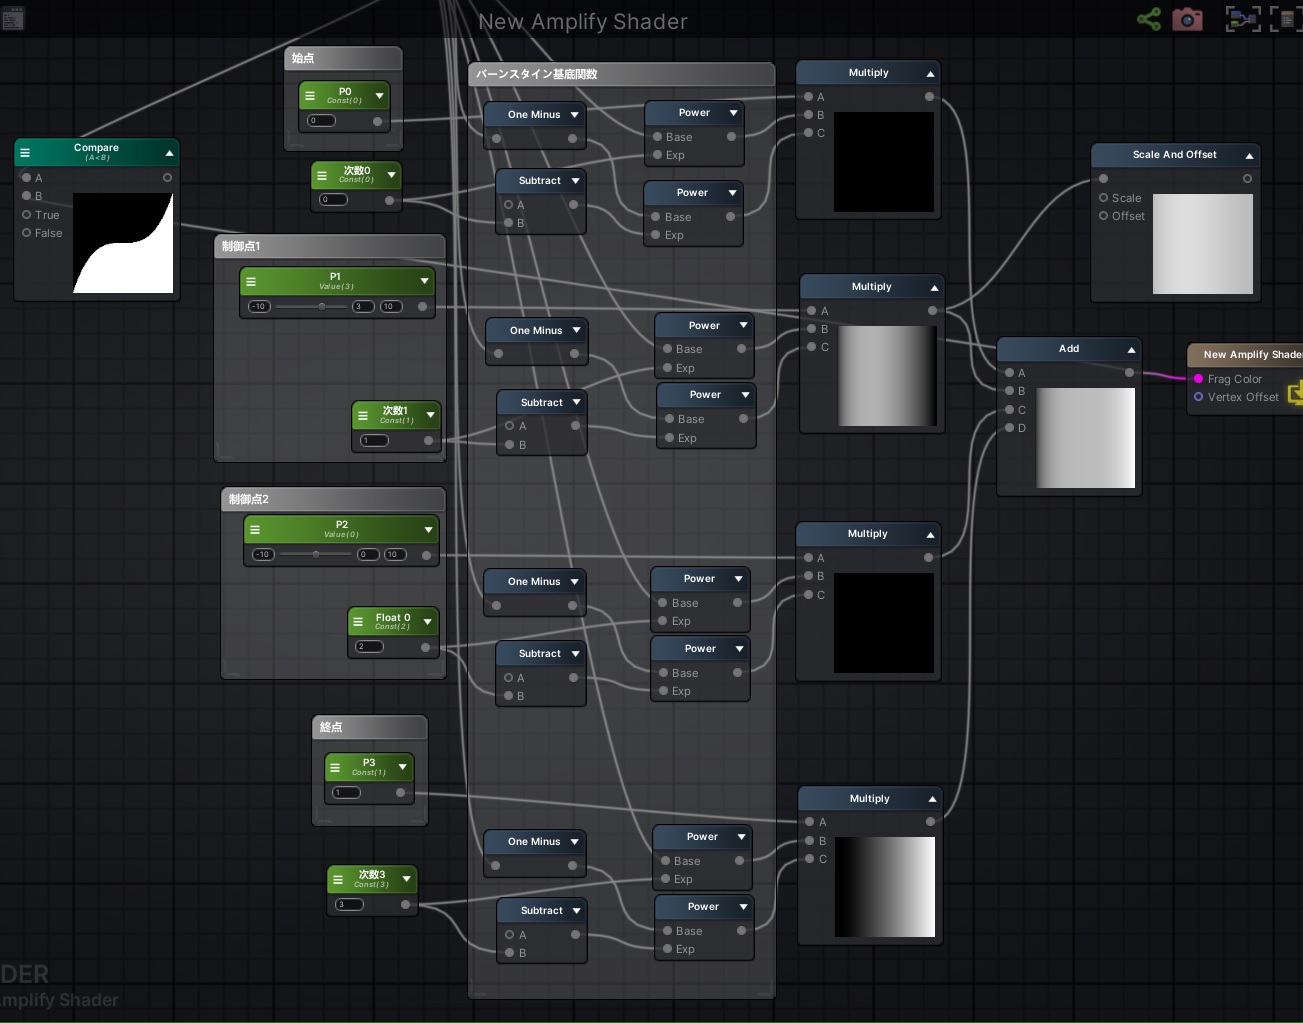 New Amplify Shader
始点
P0
Const(0)
0
次数0
Const(0)
0
Compare
(A<B)
A
B
True
False
制御点1
P1
Value(3)
-10
3
10
次数1
Const(1)
1
制御点2
P2
Value(0)
-10
0
10
Float 0
Const(2)
2
終点
P3
Const(1)
1
次数3
Const(3)
3
バーンスタイン基底関数
One Minus
Power
Base
Exp
Subtract
A
B
Power
Base
Exp
One Minus
Power
Base
Exp
Subtract
A
B
Power
Base
Exp
One Minus
Power
Base
Exp
Subtract
A
B
Power
Base
Exp
One Minus
Power
Base
Exp
Subtract
A
B
Power
Base
Exp
Multiply
A
B
C
Multiply
A
B
C
Multiply
A
B
C
Multiply
A
B
C
Scale And Offset
Scale
Offset
Add
A
B
C
D
New Amplify Shader
Frag Color
Vertex Offset
DER
Amplify Shader